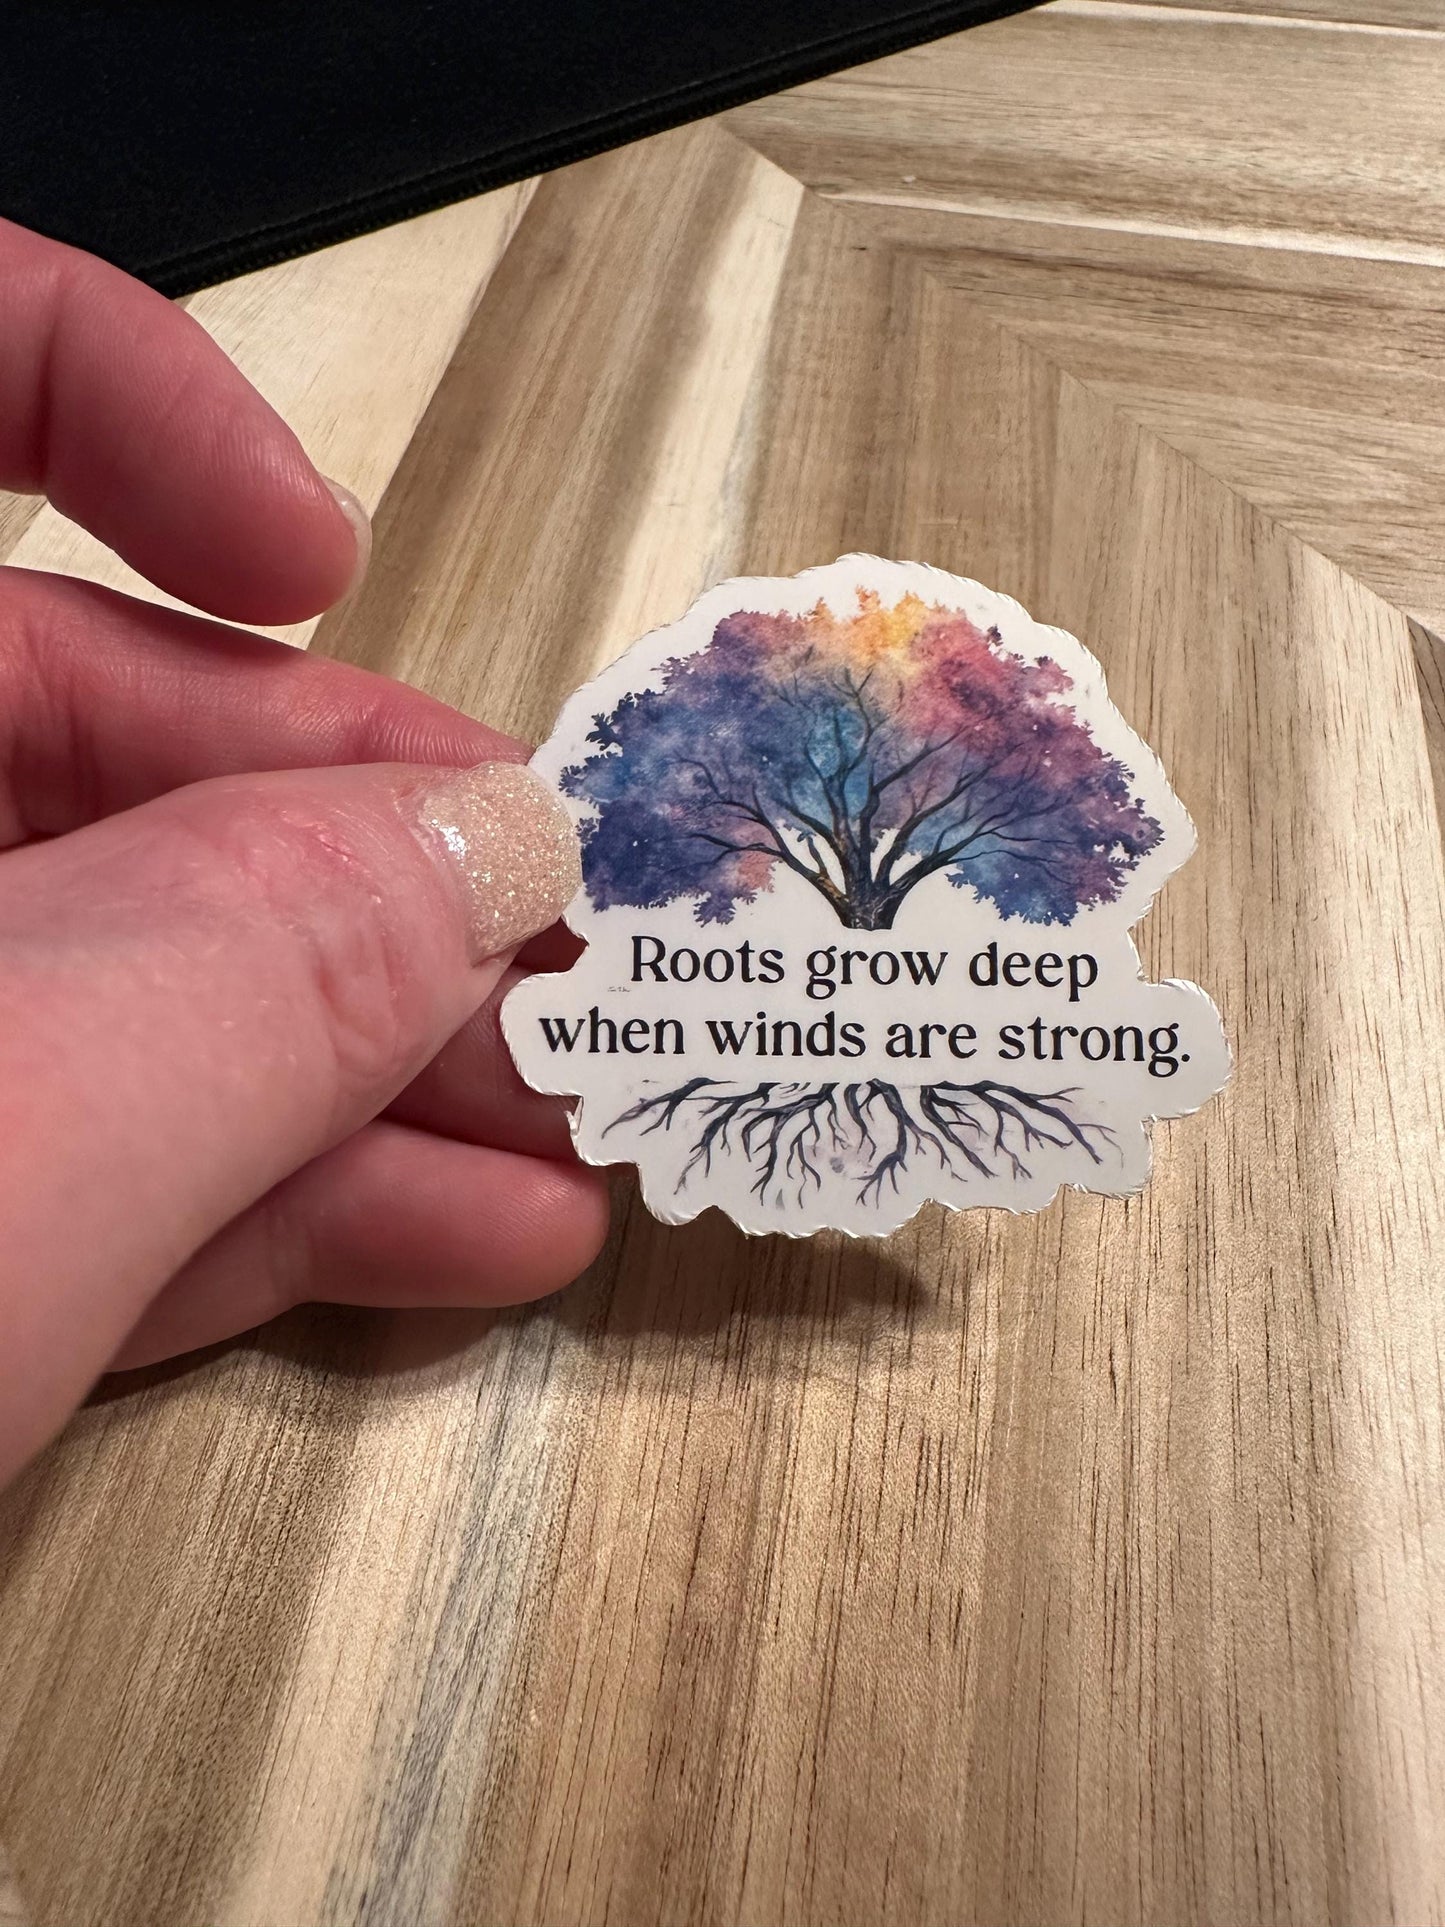 Roots grow deep
when winds are strong.